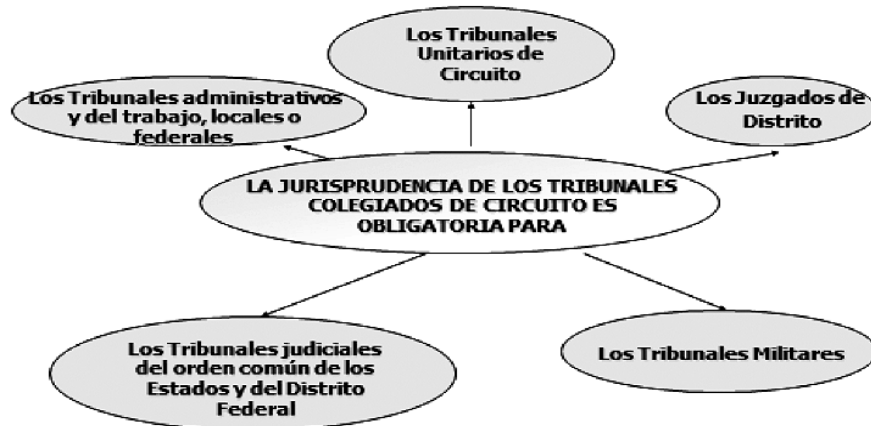 Los Tribunales
Unitarios de
Circuito
Los Tribunales administrativos
y del trabajo, locales o
federales
Los Juzgados de
Distrito
LA JURISPRUDENCIA DE LOS TRIBUNALES
COLEGIADOS DE CIRCUITO ES
OBLIGATORIA PARA
Los Tribunales judiciales
del orden común de los
Estados y del Distrito
Federal
Los Tribunales Militares